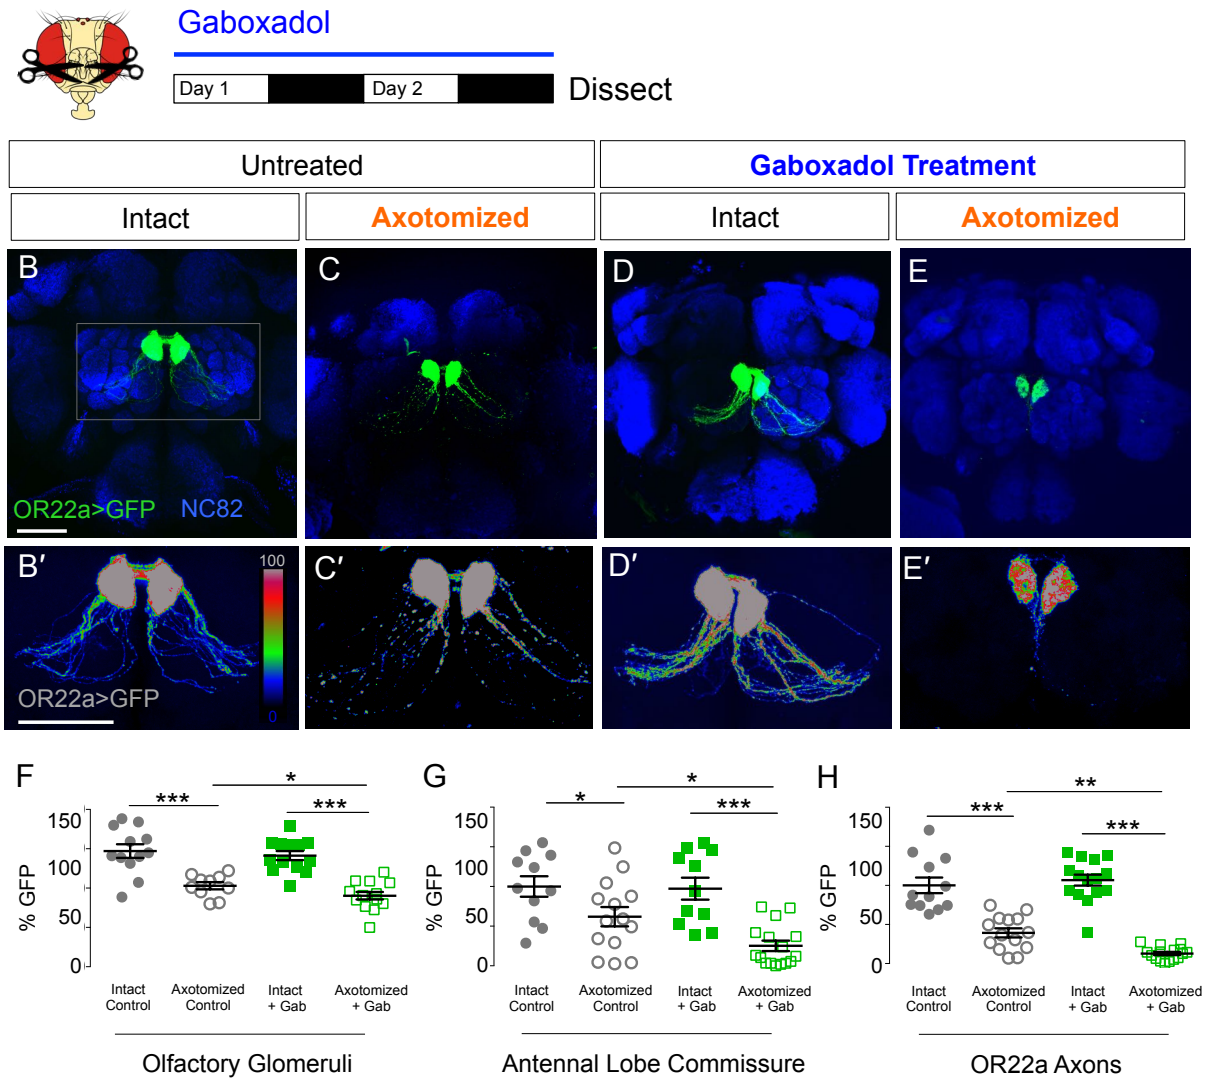 Gaboxadol
Day 1 Day 2 Dissect
Untreated Gaboxadol Treatment
Intact Axotomized Intact Axotomized
B C D E
OR22a>GFP NC82
B′ C′ D′ E′
100
OR22a>GFP
0
F G H
*** * ***
* *** *
*** ** ***
% GFP 150 100 50 0
Intact Control Axotomized Control Intact + Gab Axotomized + Gab
Olfactory Glomeruli
% GFP 150 100 50 0
Intact Control Axotomized Control Intact + Gab Axotomized + Gab
Antennal Lobe Commissure
% GFP 150 100 50 0
Intact Control Axotomized Control Intact + Gab Axotomized + Gab
OR22a Axons